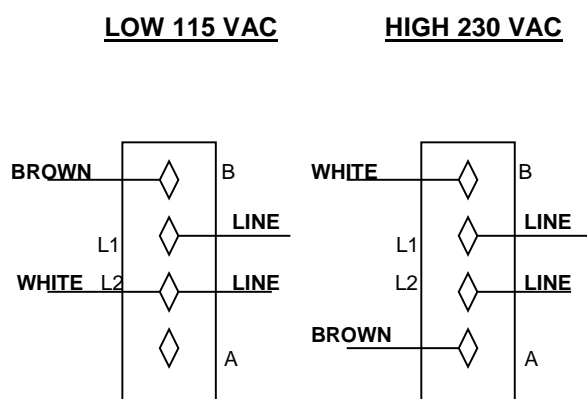 LOW 115 VAC
HIGH 230 VAC
BROWN
B
LINE
L1
WHITE
L2
LINE
A
WHITE
B
LINE
L1
L2
LINE
BROWN
A